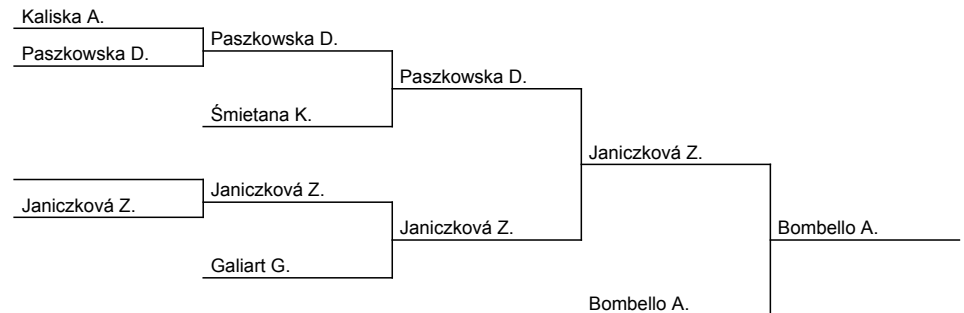 Kaliska A.
Paszkowska D.
Paszkowska D.
Paszkowska D.
Śmietana K.
Janiczková Z.
Janiczková Z.
Janiczková Z.
Janiczková Z.
Bombello A.
Galiart G.
Bombello A.